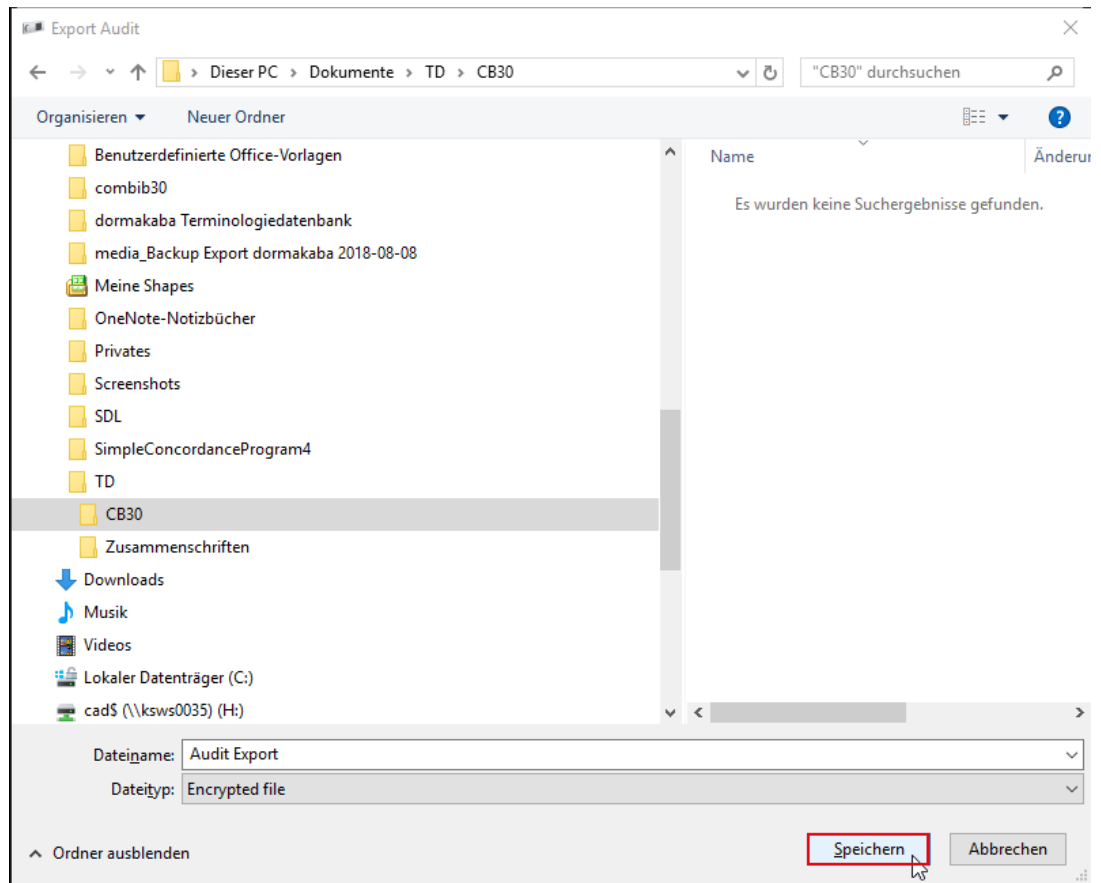 Export Audit
Dieser PC > Dokumente > TD > CB30
"CB30" durchsuchen
Organisieren
Neuer Ordner
Benutzerdefinierte Office-Vorlagen
combib30
dormakaba Terminologiedatenbank
media_Backup Export dormakaba 2018-08-08
Meine Shapes
OneNote-Notizbücher
Privates
Screenshots
SDL
SimpleConcordanceProgram4
TD
CB30
Zusammenschriften
Downloads
Musik
Videos
Lokaler Datenträger (C:)
cad$ (\\ksws0035) (H:)
Name
Änderur
Es wurden keine Suchergebnisse gefunden.
Dateiname: Audit Export
Dateityp: Encrypted file
Ordner ausblenden
Speichern
Abbrechen